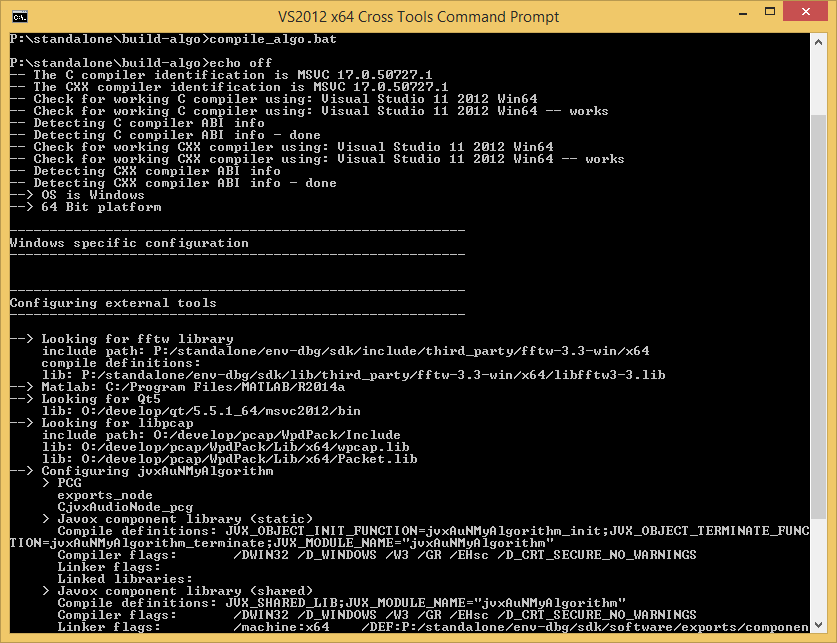 VS2012 x64 Cross Tools Command Prompt
P:\standalone\build-algo>compile_algo.bat
P:\standalone\build-algo>echo off
-- The C compiler identification is MSVC 17.0.50727.1
-- The CXX compiler identification is MSVC 17.0.50727.1
-- Check for working C compiler using: Visual Studio 11 2012 Win64
-- Check for working C compiler using: Visual Studio 11 2012 Win64 -- works
-- Detecting C compiler ABI info
-- Detecting C compiler ABI info - done
-- Check for working CXX compiler using: Visual Studio 11 2012 Win64
-- Check for working CXX compiler using: Visual Studio 11 2012 Win64 -- works
-- Detecting CXX compiler ABI info
-- Detecting CXX compiler ABI info - done
--> OS is Windows
--> 64 Bit platform
---------------------------------------------------------
Windows specific configuration
---------------------------------------------------------
---------------------------------------------------------
Configuring external tools
---------------------------------------------------------
--> Looking for fftw library
include path: P:/standalone/env-dbg/sdk/include/third_party/fftw-3.3-win/x64
compile definitions:
lib: P:/standalone/env-dbg/sdk/lib/third_party/fftw-3.3-win/x64/libfftw3-3.lib
--> Matlab: C:/Program Files/MATLAB/R2014a
--> Looking for Qt5
lib: O:/develop/qt/5.5.1_64/msvc2012/bin
--> Looking for libpcap
include path: O:/develop/pcap/WpdPack/Include
lib: O:/develop/pcap/WpdPack/Lib/x64/wpcap.lib
lib: O:/develop/pcap/WpdPack/Lib/x64/Packet.lib
--> Configuring jvxAuNMyAlgorithm
> PCG
exports_node
CjvxAudioNode_pcg
> Javox component library (static)
Compile definitions: JVX_OBJECT_INIT_FUNCTION=jvxAuNMyAlgorithm_init;JVX_OBJECT_TERMINATE_FUNC
TION=jvxAuNMyAlgorithm_terminate;JVX_MODULE_NAME="jvxAuNMyAlgorithm"
Compiler flags: /DWIN32 /D_WINDOWS /W3 /GR /EHsc /D_CRT_SECURE_NO_WARNINGS
Linker flags:
Linked libraries:
> Javox component library (shared)
Compile definitions: JVX_SHARED_LIB;JVX_MODULE_NAME="jvxAuNMyAlgorithm"
Compiler flags: /DWIN32 /D_WINDOWS /W3 /GR /EHsc /D_CRT_SECURE_NO_WARNINGS
Linker flags: /machine:x64 /DEF:P:/standalone/env-dbg/sdk/software/exports/componen